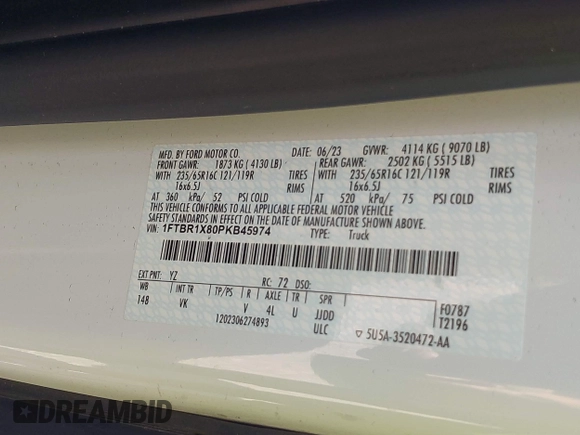 MFD. BY FORD MOTOR CO. DATE: 06/23 GVWR: 4114 KG ( 9070 LB)
FRONT GAWR: 1873 KG ( 4130 LB) REAR GAWR: 2502 KG ( 5515 LB)
WITH 235/65R16C 121/119R TIRES WITH 235/65R16C 121/119R TIRES
16x6.5J RIMS 16x6.5J RIMS
AT 360 kPa/ 52 PSI COLD AT 520 kPa/ 75 PSI COLD
THIS VEHICLE CONFORMS TO ALL APPLICABLE FEDERAL MOTOR VEHICLE
SAFETY STANDARDS IN EFFECT ON THE DATE OF MANUFACTURE SHOWN ABOVE.
VIN: 1FTBR1X80PKB45974 TYPE: Truck
EXT PNT: YZ RC: 72 DSO:
WB INT TR TP/PS R AXLE TR SPR
148 VK V 4L U JJDD
ULC
F0787
T2196
1202306274893
▽ 5U5A-3520472-AA
DREAMBID